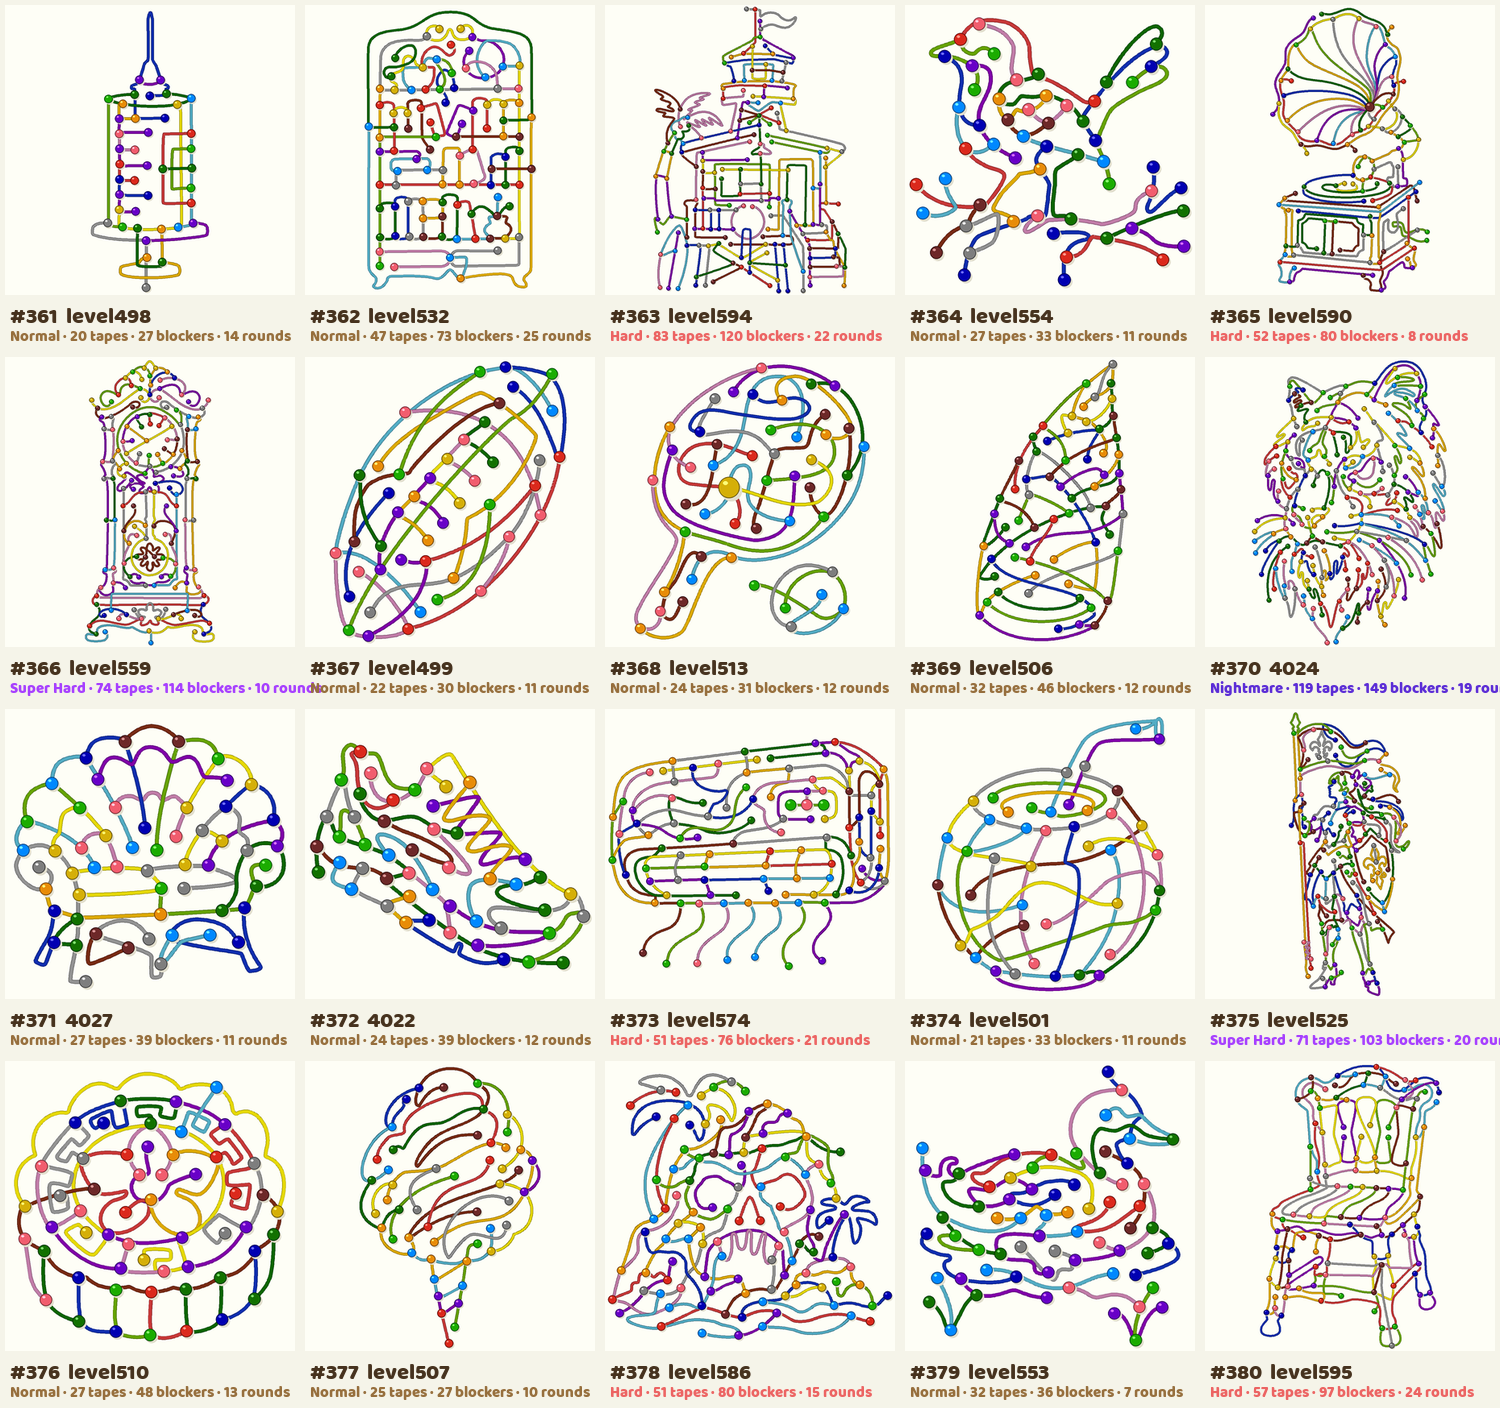 #361 level498
Normal · 20 tapes · 27 blockers · 14 rounds
#362 level532
Normal · 47 tapes · 73 blockers · 25 rounds
#363 level594
Hard · 83 tapes · 120 blockers · 22 rounds
#364 level554
Normal · 27 tapes · 33 blockers · 11 rounds
#365 level590
Hard · 52 tapes · 80 blockers · 8 rounds
#366 level559
Super Hard · 74 tapes · 114 blockers · 10 rounds
#367 level499
Normal · 22 tapes · 30 blockers · 11 rounds
#368 level513
Normal · 24 tapes · 31 blockers · 12 rounds
#369 level506
Normal · 32 tapes · 46 blockers · 12 rounds
#370 4024
Nightmare · 119 tapes · 149 blockers · 19 rou
#371 4027
Normal · 27 tapes · 39 blockers · 11 rounds
#372 4022
Normal · 24 tapes · 39 blockers · 12 rounds
#373 level574
Hard · 51 tapes · 76 blockers · 21 rounds
#374 level501
Normal · 21 tapes · 33 blockers · 11 rounds
#375 level525
Super Hard · 71 tapes · 103 blockers · 20 rou
#376 level510
Normal · 27 tapes · 48 blockers · 13 rounds
#377 level507
Normal · 25 tapes · 27 blockers · 10 rounds
#378 level586
Hard · 51 tapes · 80 blockers · 15 rounds
#379 level553
Normal · 32 tapes · 36 blockers · 7 rounds
#380 level595
Hard · 57 tapes · 97 blockers · 24 rounds